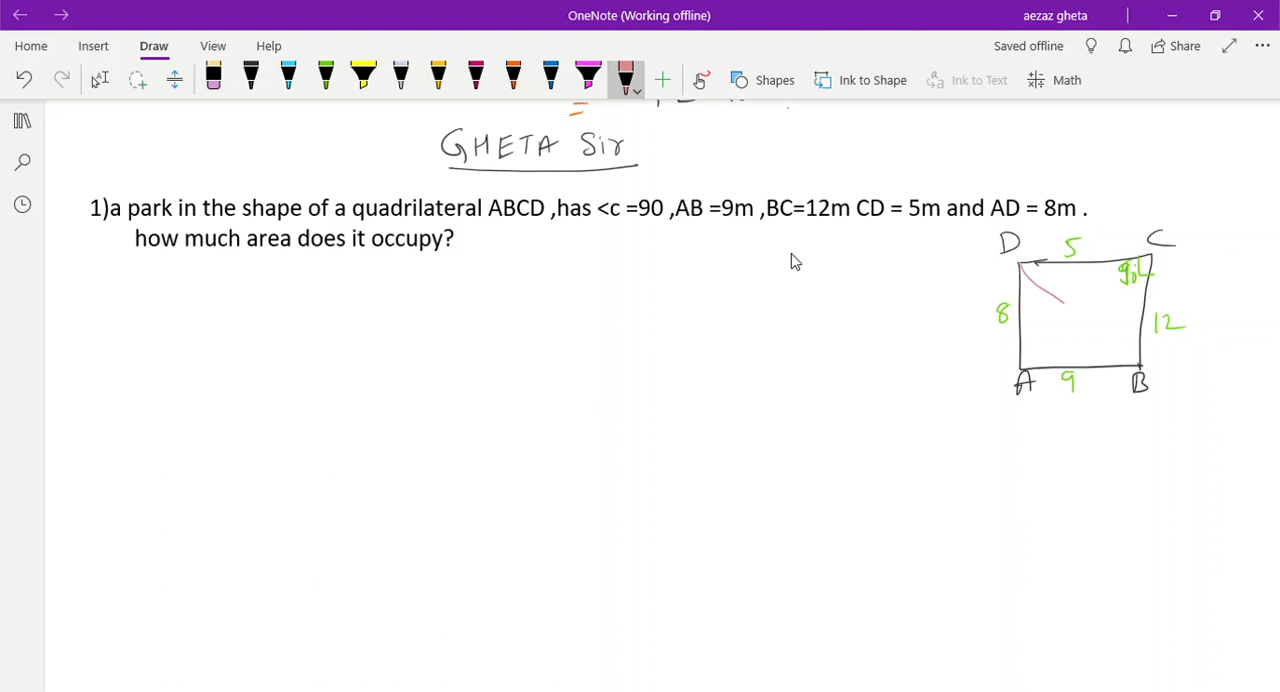 OneNote (Working offline)
aezaz gheta
Home Insert Draw View Help
Saved offline
Share
Shapes
Ink to Shape
Ink to Text
Math
GHETA Sir
1)a park in the shape of a quadrilateral ABCD ,has <c =90 ,AB =9m ,BC=12m CD = 5m and AD = 8m .
how much area does it occupy?
D 5 C
90
8 12
A 9 B